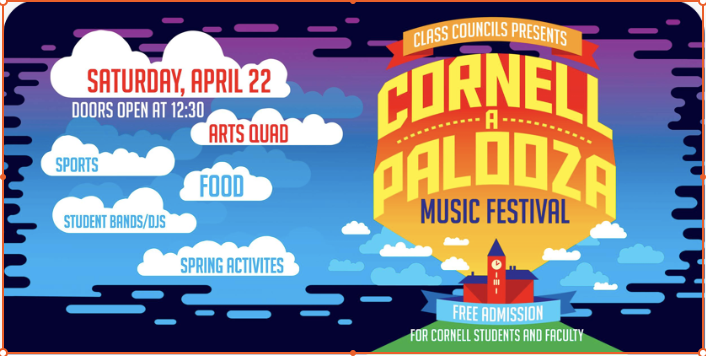 SATURDAY, APRIL 22
DOORS OPEN AT 12:30
ARTS QUAD
SPORTS
FOOD
STUDENT BANDS/DJS
SPRING ACTIVITES
CLASS COUNCILS PRESENTS
CORNELL
A
PALOOZA
MUSIC FESTIVAL
FREE ADMISSION
FOR CORNELL STUDENTS AND FACULTY